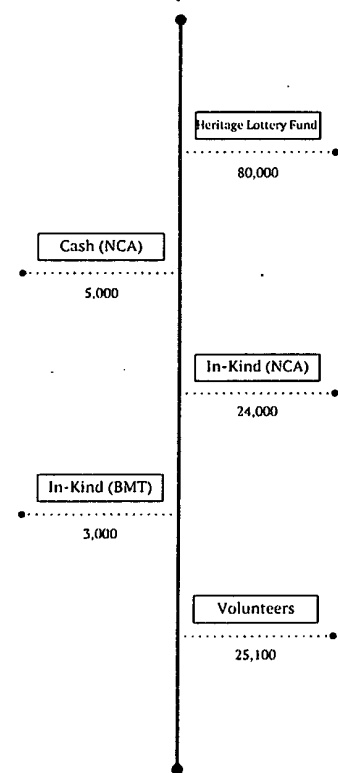 Heritage Lottery Fund
80,000
Cash (NCA)
5,000
In-Kind (NCA)
24,000
In-Kind (BMT)
3,000
Volunteers
25,100